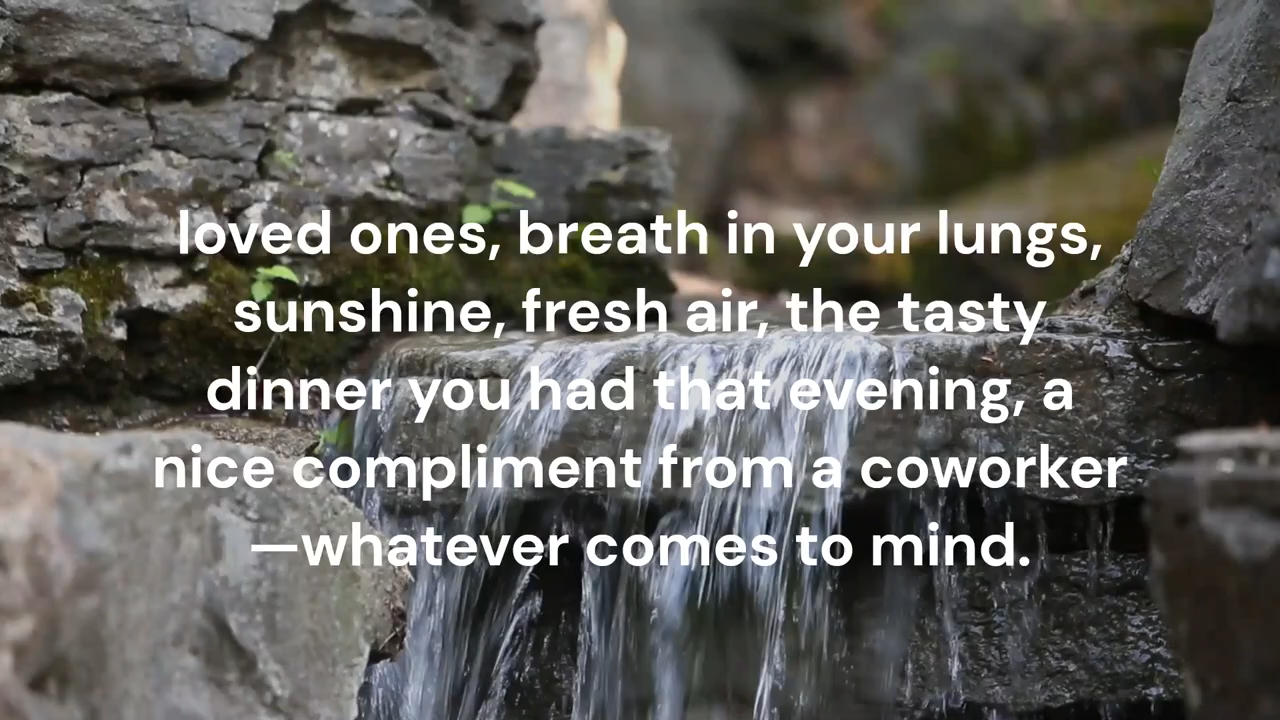 loved ones, breath in your lungs,
sunshine, fresh air, the tasty
dinner you had that evening, a
nice compliment from a coworker
—whatever comes to mind.